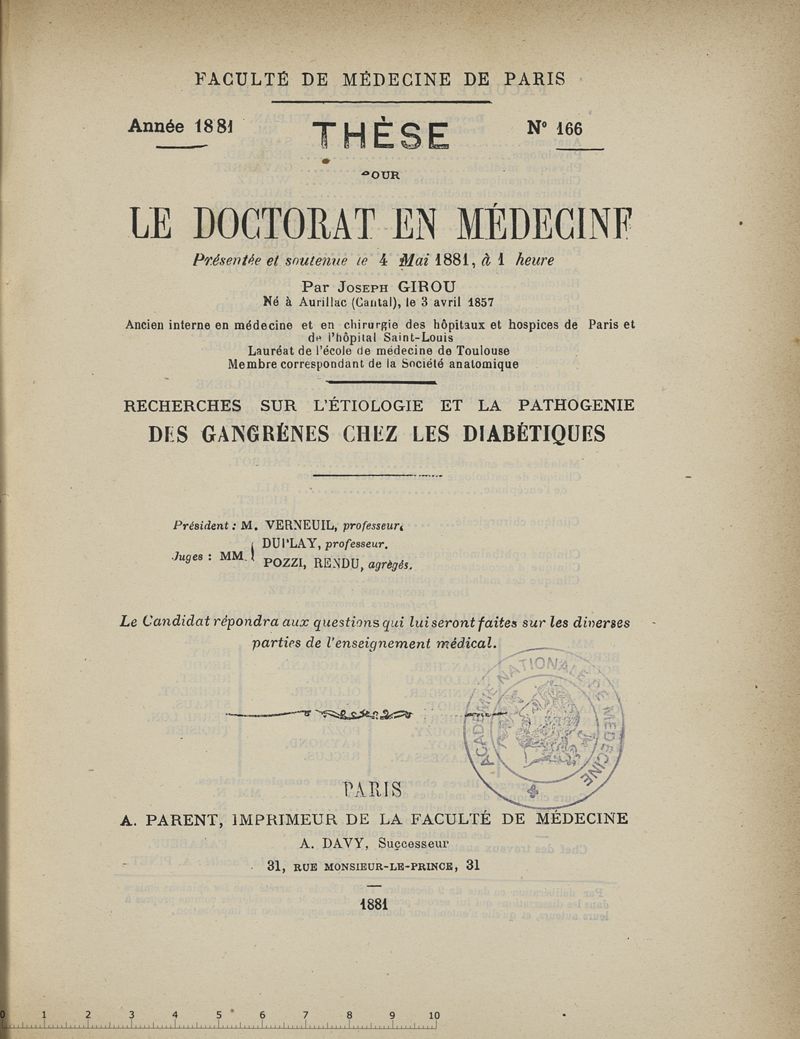 FACULTÉ DE MÉDECINE DE PARIS
Année 1881 THÈSE N° 166
POUR
LE DOCTORAT EN MÉDECINE
Présentée et soutenue le 4 Mai 1881, à 1 heure
Par JOSEPH GIROU
Né à Aurillac (Cantal), le 3 avril 1857
Ancien interne en médecine et en chirurgie des hôpitaux et hospices de Paris et
de l'hôpital Saint-Louis
Lauréat de l'école de médecine de Toulouse
Membre correspondant de la Société anatomique
RECHERCHES SUR L'ÉTIOLOGIE ET LA PATHOGENIE
DES GANGRÈNES CHEZ LES DIABÉTIQUES
Président : M. VERNEUIL, professeur.
Juges : MM. { DUPLAY, professeur.
POZZI, RENDU, agrégés.
Le Candidat répondra aux questions qui lui seront faites sur les diverses
parties de l'enseignement médical.
ACADÉMIE NATIONALE DE MÉDECINE
PARIS
A. PARENT, IMPRIMEUR DE LA FACULTÉ DE MÉDECINE
A. DAVY, Successeur
31, RUE MONSIEUR-LE-PRINCE, 31
1881
0 1 2 3 4 5 6 7 8 9 10